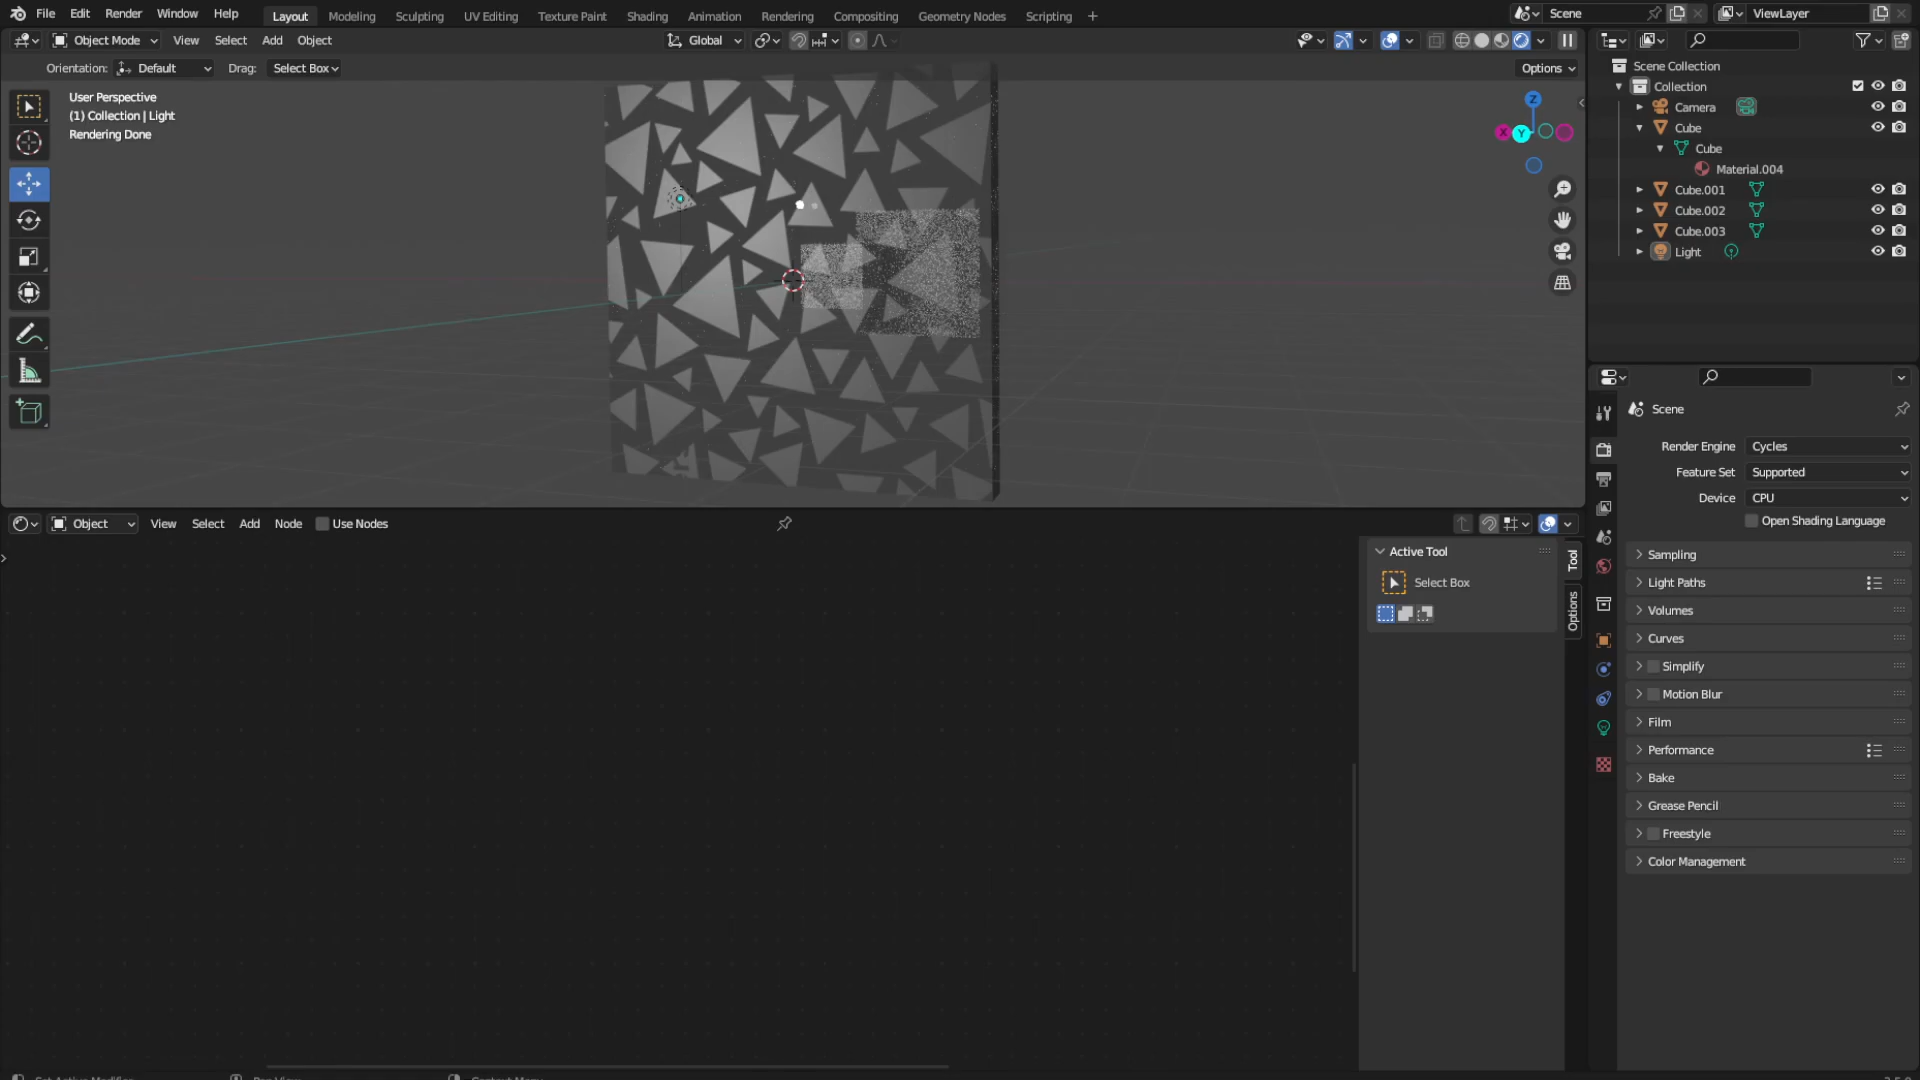 File Edit Render Window Help Layout Modeling Sculpting UV Editing Texture Paint Shading Animation Rendering Compositing Geometry Nodes Scripting + Scene ViewLayer
Object Mode View Select Add Object Global
Orientation: Default Drag: Select Box Options
User Perspective
(1) Collection | Light
Rendering Done
Z
X Y
Scene Collection
Collection
Camera
Cube
Cube
Material.004
Cube.001
Cube.002
Cube.003
Light
Scene
Render Engine Cycles
Feature Set Supported
Device CPU
Open Shading Language
Sampling
Light Paths
Volumes
Curves
Simplify
Motion Blur
Film
Performance
Bake
Grease Pencil
Freestyle
Color Management
Object View Select Add Node Use Nodes
Active Tool
Select Box
Tool
Options